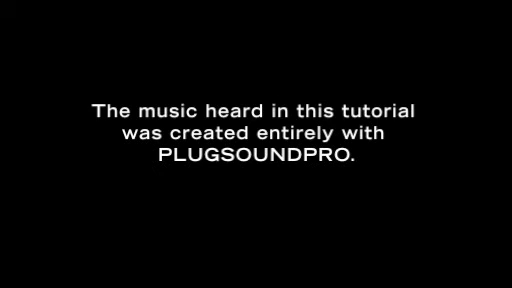 The music heard in this tutorial
was created entirely with
PLUGSOUNDPRO.